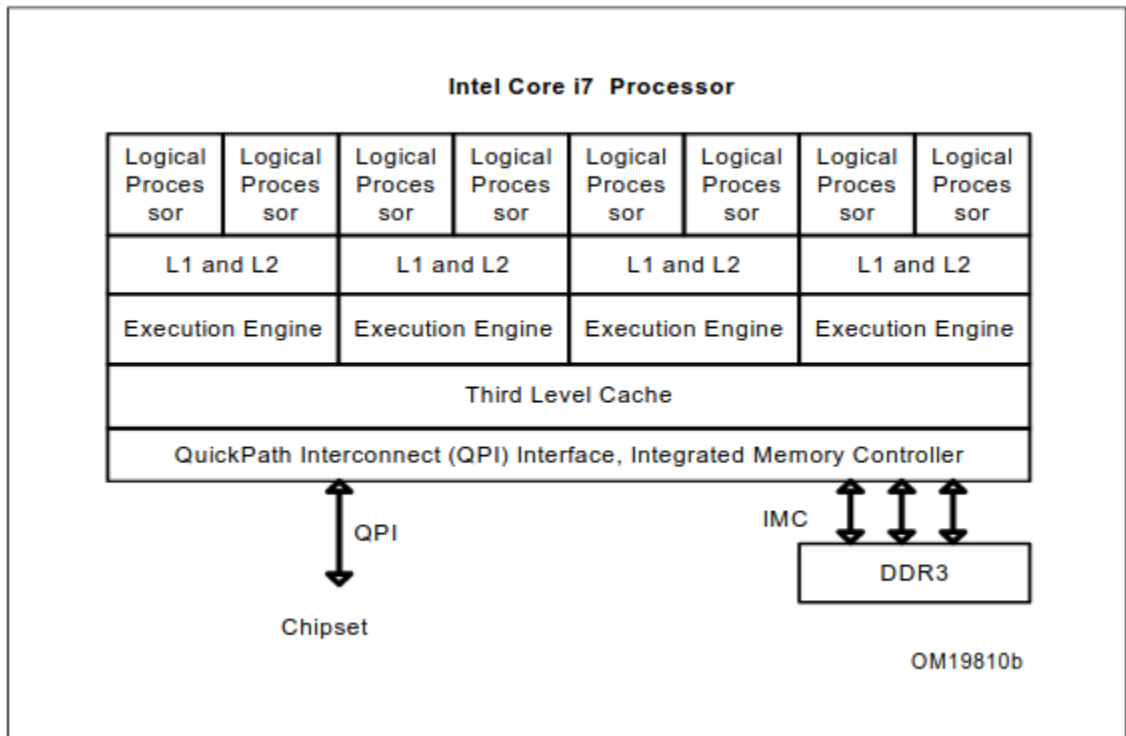 Intel Core i7 Processor
Logical Logical Logical Logical Logical Logical Logical Logical
Proces Proces Proces Proces Proces Proces Proces Proces
sor sor sor sor sor sor sor sor
L1 and L2 L1 and L2 L1 and L2 L1 and L2
Execution Engine Execution Engine Execution Engine Execution Engine
Third Level Cache
QuickPath Interconnect (QPI) Interface, Integrated Memory Controller
QPI IMC
DDR3
Chipset
OM19810b